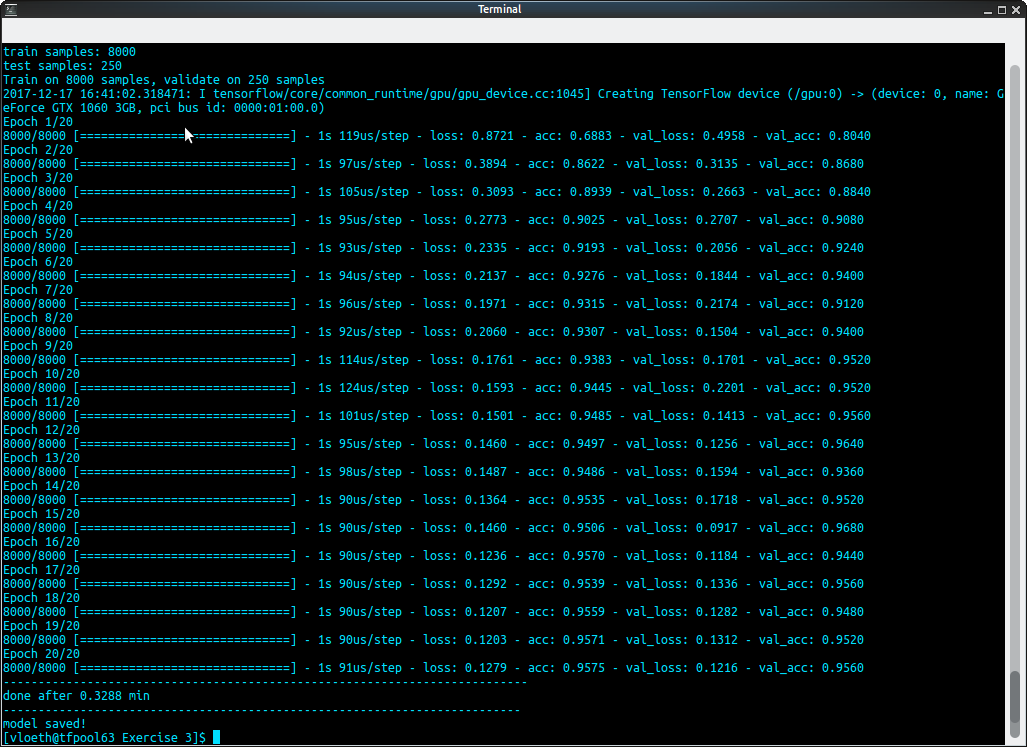 Terminal
train samples: 8000
test samples: 250
Train on 8000 samples, validate on 250 samples
2017-12-17 16:41:02.318471: I tensorflow/core/common_runtime/gpu/gpu_device.cc:1045] Creating TensorFlow device (/gpu:0) -> (device: 0, name: G
eForce GTX 1060 3GB, pci bus id: 0000:01:00.0)
Epoch 1/20
8000/8000 [==============================] - 1s 119us/step - loss: 0.8721 - acc: 0.6883 - val_loss: 0.4958 - val_acc: 0.8040
Epoch 2/20
8000/8000 [==============================] - 1s 97us/step - loss: 0.3894 - acc: 0.8622 - val_loss: 0.3135 - val_acc: 0.8680
Epoch 3/20
8000/8000 [==============================] - 1s 105us/step - loss: 0.3093 - acc: 0.8939 - val_loss: 0.2663 - val_acc: 0.8840
Epoch 4/20
8000/8000 [==============================] - 1s 95us/step - loss: 0.2773 - acc: 0.9025 - val_loss: 0.2707 - val_acc: 0.9080
Epoch 5/20
8000/8000 [==============================] - 1s 93us/step - loss: 0.2335 - acc: 0.9193 - val_loss: 0.2056 - val_acc: 0.9240
Epoch 6/20
8000/8000 [==============================] - 1s 94us/step - loss: 0.2137 - acc: 0.9276 - val_loss: 0.1844 - val_acc: 0.9400
Epoch 7/20
8000/8000 [==============================] - 1s 96us/step - loss: 0.1971 - acc: 0.9315 - val_loss: 0.2174 - val_acc: 0.9120
Epoch 8/20
8000/8000 [==============================] - 1s 92us/step - loss: 0.2060 - acc: 0.9307 - val_loss: 0.1504 - val_acc: 0.9400
Epoch 9/20
8000/8000 [==============================] - 1s 114us/step - loss: 0.1761 - acc: 0.9383 - val_loss: 0.1701 - val_acc: 0.9520
Epoch 10/20
8000/8000 [==============================] - 1s 124us/step - loss: 0.1593 - acc: 0.9445 - val_loss: 0.2201 - val_acc: 0.9520
Epoch 11/20
8000/8000 [==============================] - 1s 101us/step - loss: 0.1501 - acc: 0.9485 - val_loss: 0.1413 - val_acc: 0.9560
Epoch 12/20
8000/8000 [==============================] - 1s 95us/step - loss: 0.1460 - acc: 0.9497 - val_loss: 0.1256 - val_acc: 0.9640
Epoch 13/20
8000/8000 [==============================] - 1s 98us/step - loss: 0.1487 - acc: 0.9486 - val_loss: 0.1594 - val_acc: 0.9360
Epoch 14/20
8000/8000 [==============================] - 1s 90us/step - loss: 0.1364 - acc: 0.9535 - val_loss: 0.1718 - val_acc: 0.9520
Epoch 15/20
8000/8000 [==============================] - 1s 90us/step - loss: 0.1460 - acc: 0.9506 - val_loss: 0.0917 - val_acc: 0.9680
Epoch 16/20
8000/8000 [==============================] - 1s 90us/step - loss: 0.1236 - acc: 0.9570 - val_loss: 0.1184 - val_acc: 0.9440
Epoch 17/20
8000/8000 [==============================] - 1s 90us/step - loss: 0.1292 - acc: 0.9539 - val_loss: 0.1336 - val_acc: 0.9560
Epoch 18/20
8000/8000 [==============================] - 1s 90us/step - loss: 0.1207 - acc: 0.9559 - val_loss: 0.1282 - val_acc: 0.9480
Epoch 19/20
8000/8000 [==============================] - 1s 90us/step - loss: 0.1203 - acc: 0.9571 - val_loss: 0.1312 - val_acc: 0.9520
Epoch 20/20
8000/8000 [==============================] - 1s 91us/step - loss: 0.1279 - acc: 0.9575 - val_loss: 0.1216 - val_acc: 0.9560
---------------------------------------------------------------------------
done after 0.3288 min
--------------------------------------------------------------------------
model saved!
[vloeth@tfpool63 Exercise 3]$